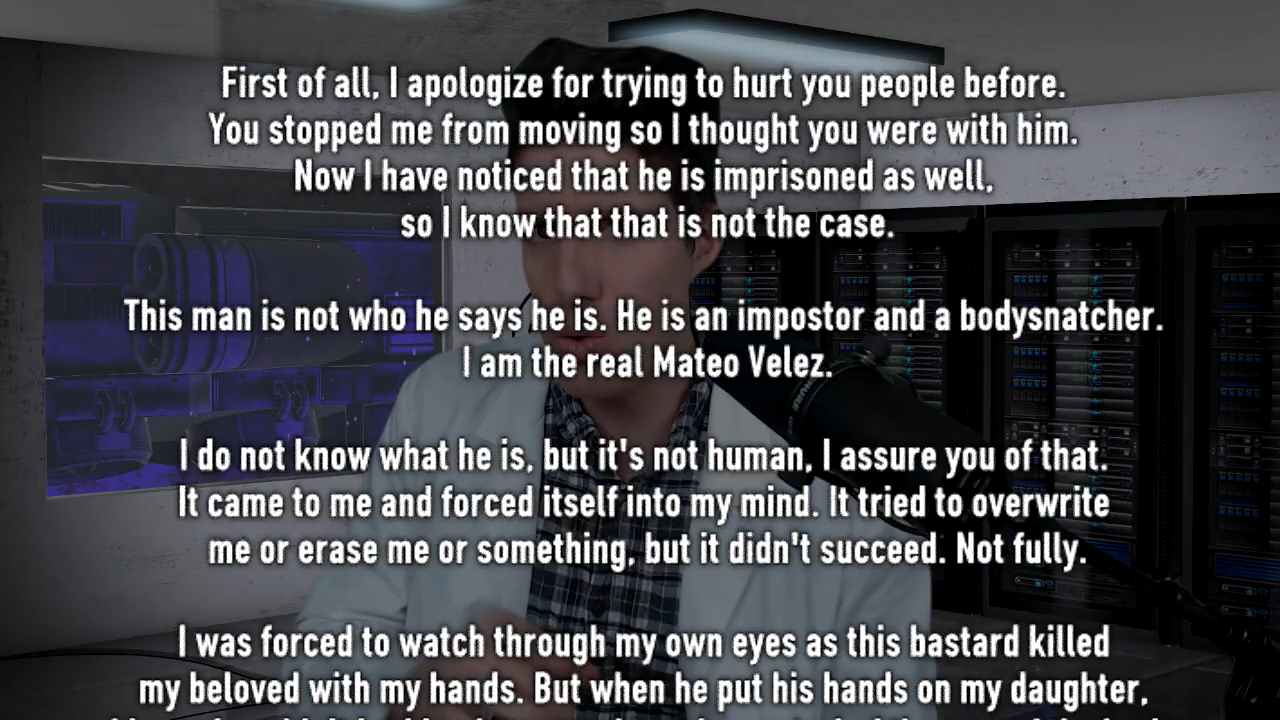 First of all, I apologize for trying to hurt you people before.
You stopped me from moving so I thought you were with him.
Now I have noticed that he is imprisoned as well,
so I know that that is not the case.
This man is not who he says he is. He is an impostor and a bodysnatcher.
I am the real Mateo Velez.
I do not know what he is, but it's not human, I assure you of that.
It came to me and forced itself into my mind. It tried to overwrite
me or erase me or something, but it didn't succeed. Not fully.
I was forced to watch through my own eyes as this bastard killed
my beloved with my hands. But when he put his hands on my daughter,